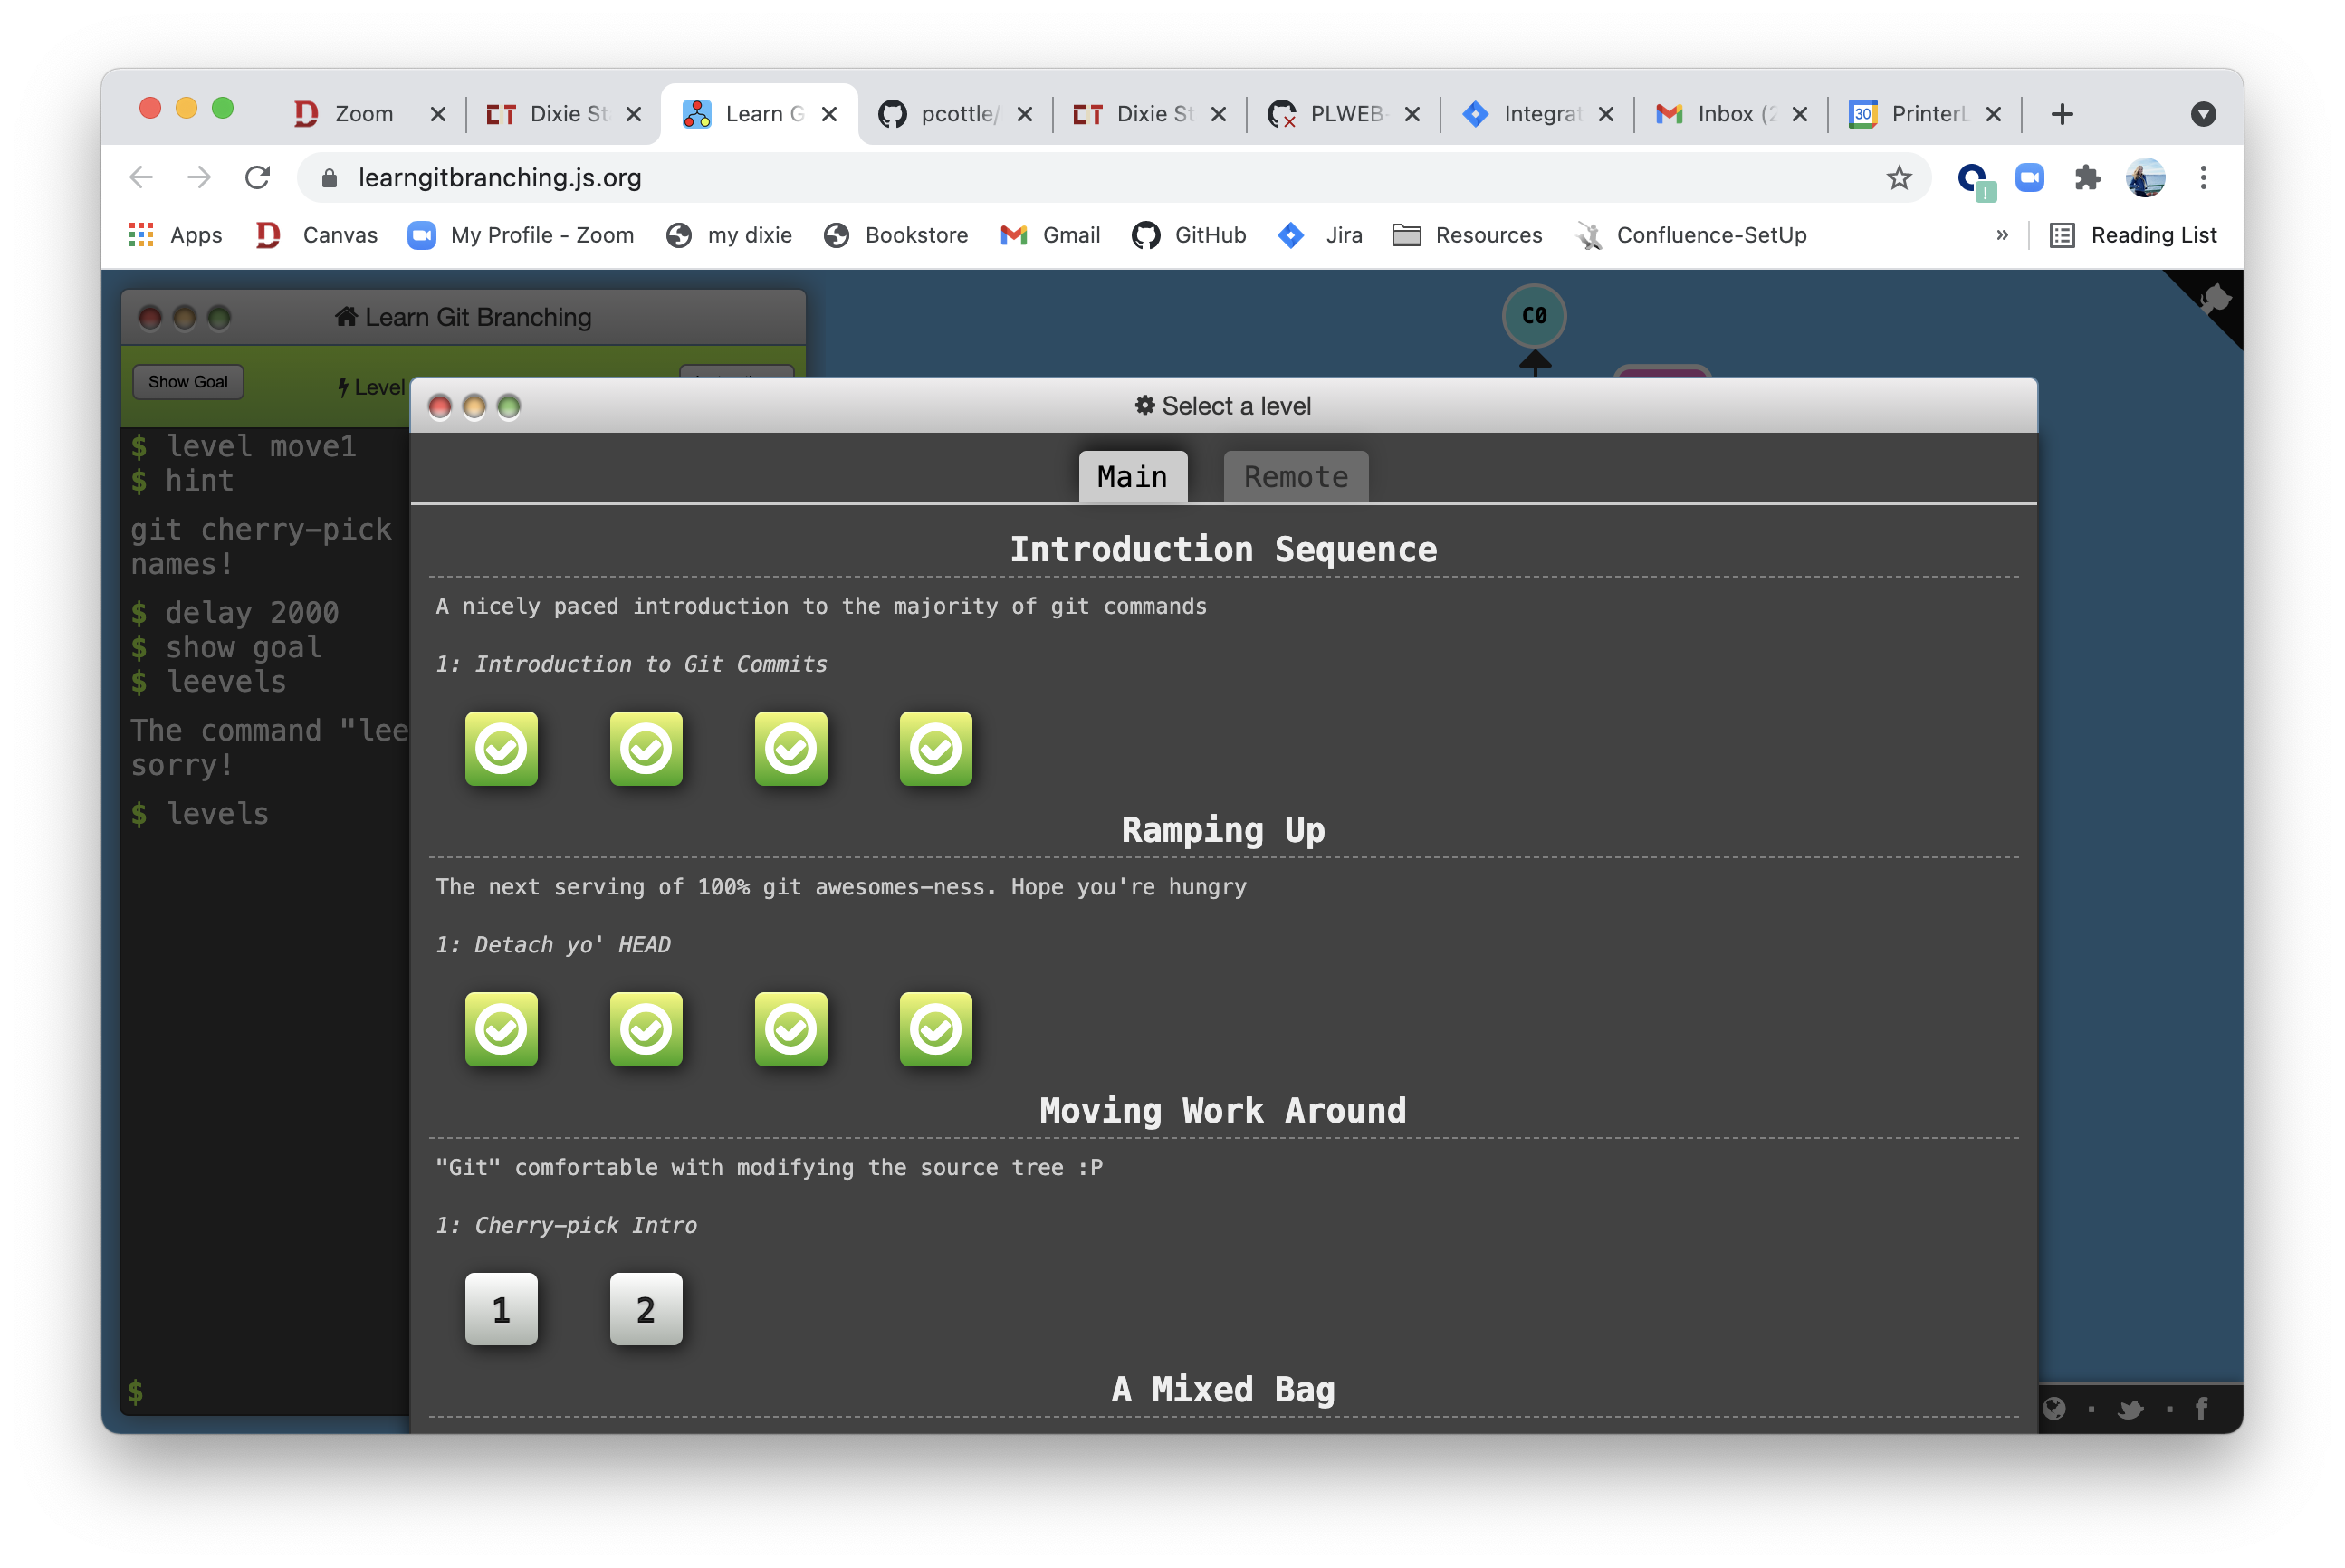 Zoom
Dixie St
Learn G
pcottle/
Dixie St
PLWEB-
Integrat
Inbox (2
30
PrinterL
learngitbranching.js.org
Apps
Canvas
My Profile - Zoom
my dixie
Bookstore
Gmail
GitHub
Jira
Resources
Confluence-SetUp
»
Reading List
Learn Git Branching
Show Goal
Level
C0
$ level move1
$ hint
git cherry-pick
names!
$ delay 2000
$ show goal
$ leevels
The command "lee
sorry!
$ levels
$
Select a level
Main
Remote
Introduction Sequence
A nicely paced introduction to the majority of git commands
1: Introduction to Git Commits
Ramping Up
The next serving of 100% git awesomes-ness. Hope you're hungry
1: Detach yo' HEAD
Moving Work Around
"Git" comfortable with modifying the source tree :P
1: Cherry-pick Intro
1
2
A Mixed Bag